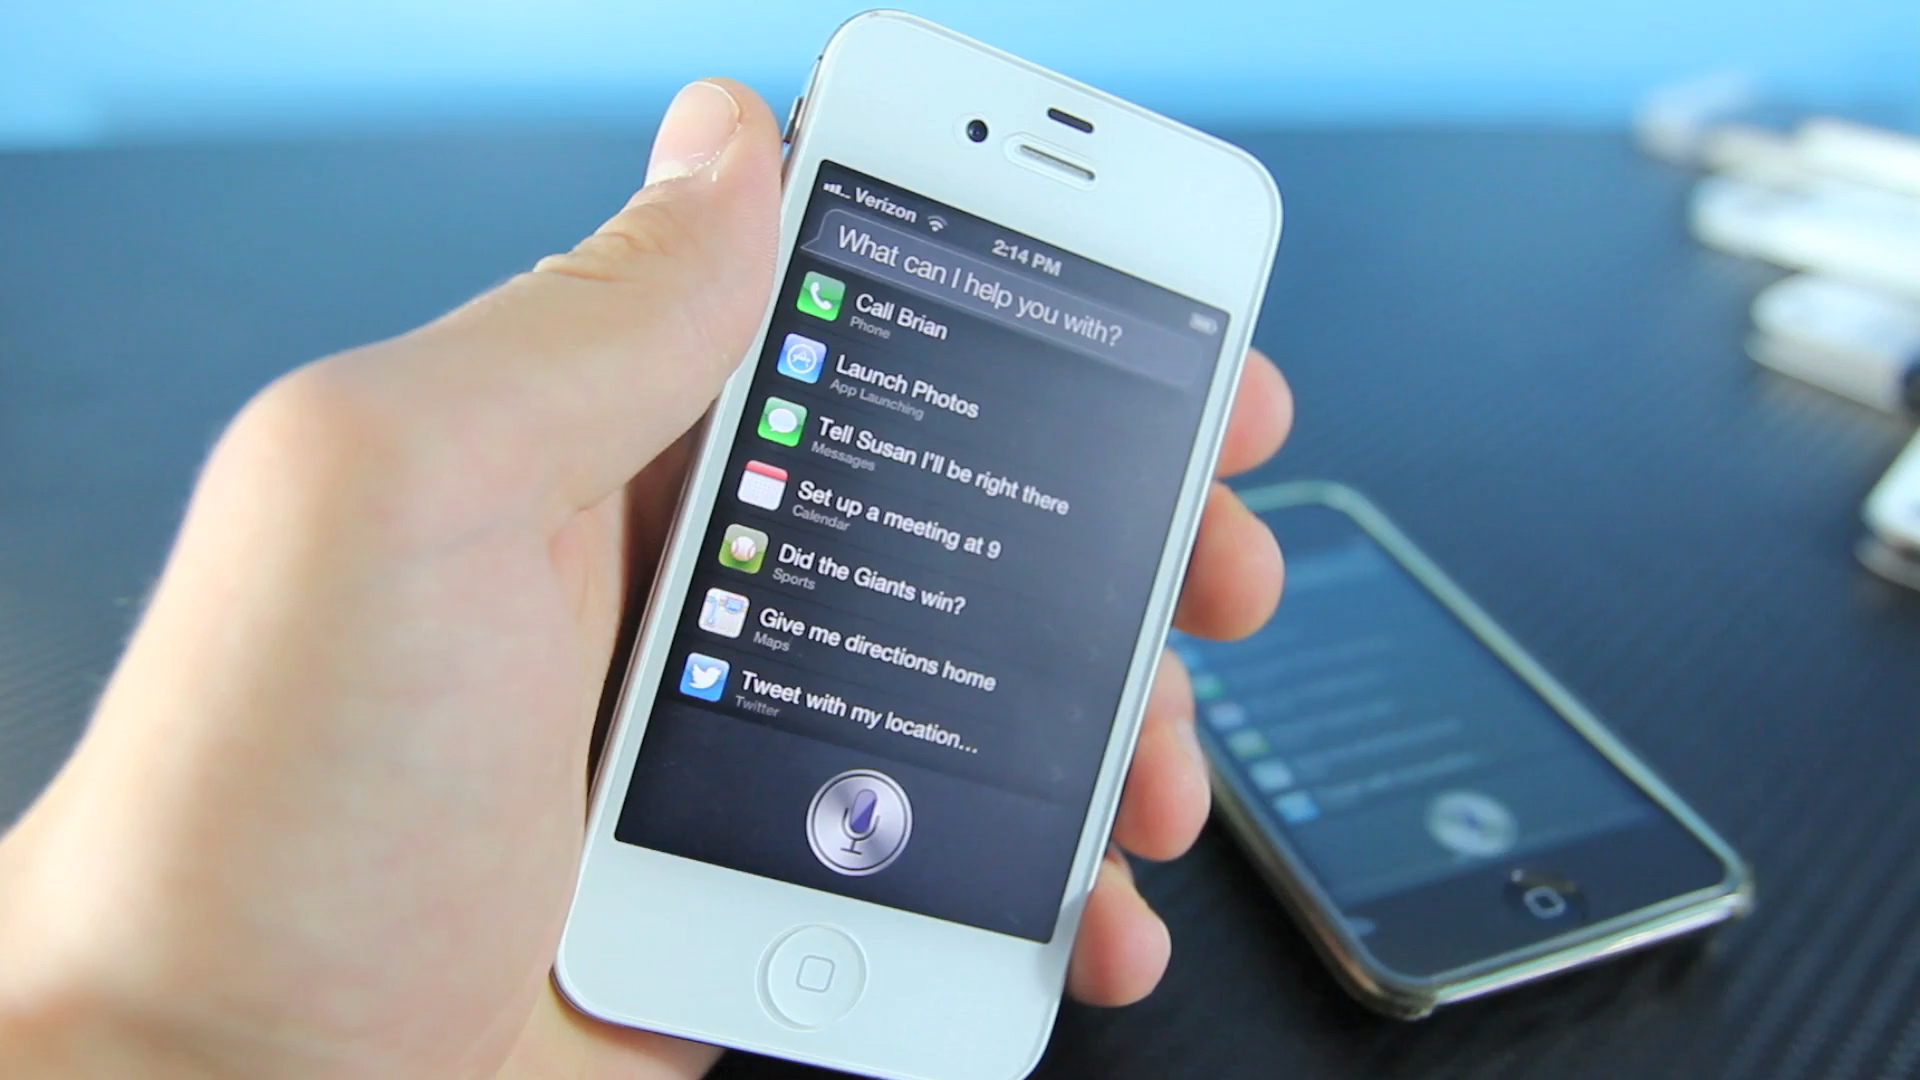 Verizon
2:14 PM
What can I help you with?
Call Brian
Phone
Launch Photos
App Launching
Tell Susan I'll be right there
Messages
Set up a meeting at 9
Calendar
Did the Giants win?
Sports
Give me directions home
Maps
Tweet with my location...
Twitter